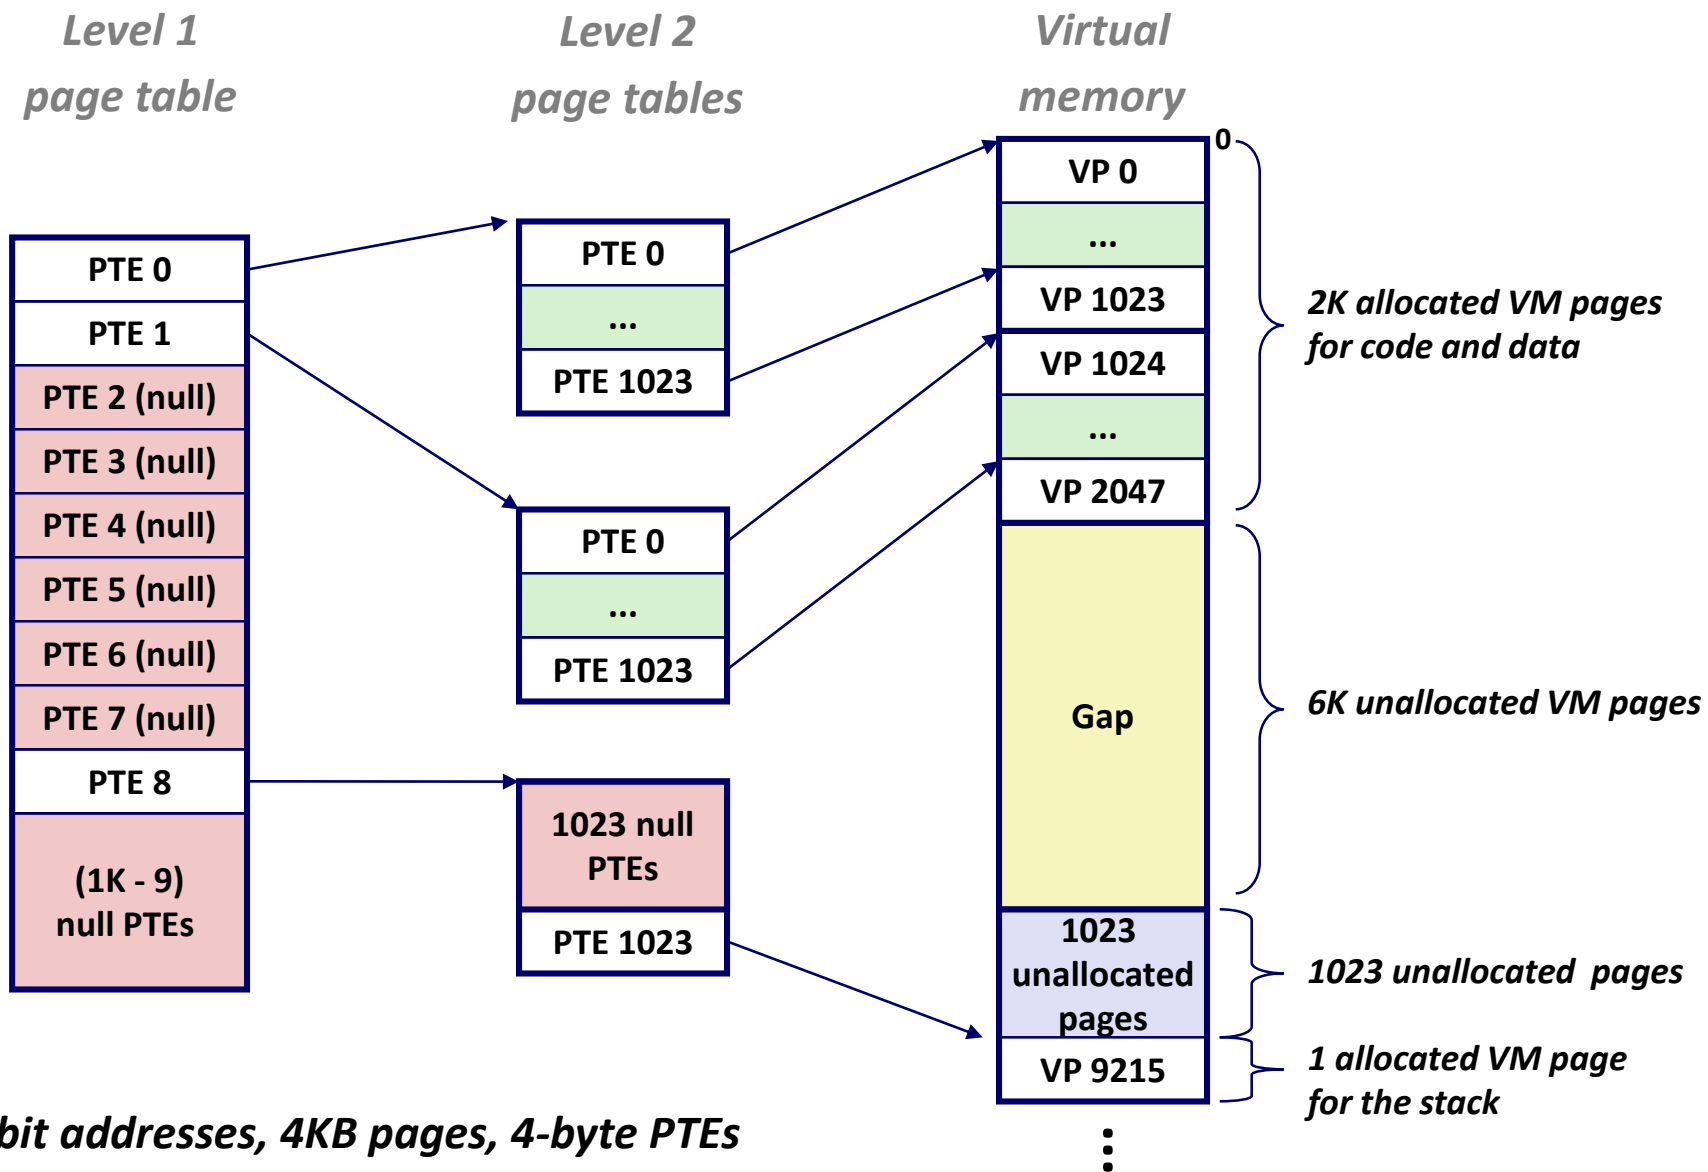 Level 1
page table
Level 2
page tables
Virtual
memory
PTE 0
PTE 1
PTE 2 (null)
PTE 3 (null)
PTE 4 (null)
PTE 5 (null)
PTE 6 (null)
PTE 7 (null)
PTE 8
(1K - 9)
null PTEs
PTE 0
...
PTE 1023
PTE 0
...
PTE 1023
1023 null
PTEs
PTE 1023
0
VP 0
...
VP 1023
VP 1024
...
VP 2047
Gap
1023
unallocated
pages
VP 9215
2K allocated VM pages
for code and data
6K unallocated VM pages
1023 unallocated pages
1 allocated VM page
for the stack
bit addresses, 4KB pages, 4-byte PTEs